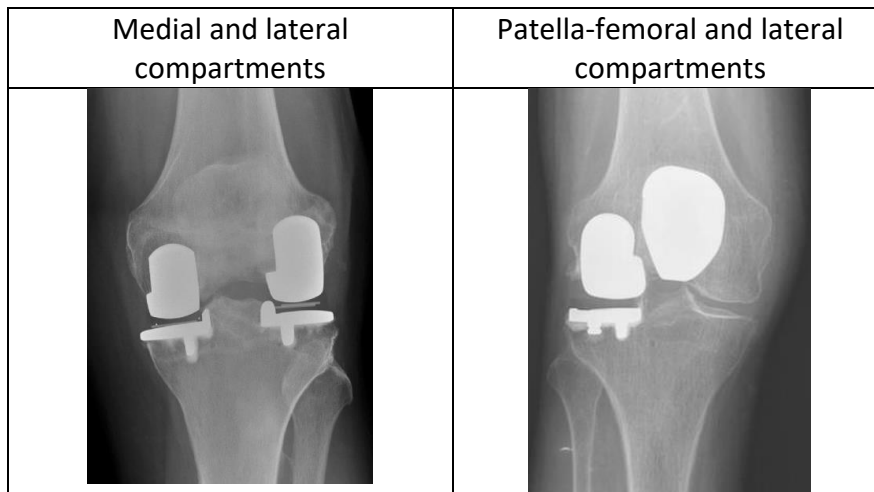 Medial and lateral
compartments
Patella-femoral and lateral
compartments